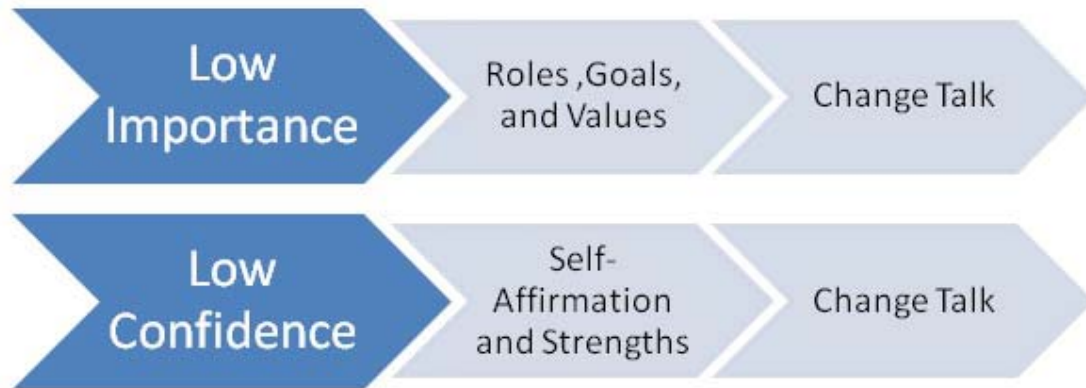 Low
Importance
Roles ,Goals,
and Values
Change Talk
Low
Confidence
Self-
Affirmation
and Strengths
Change Talk